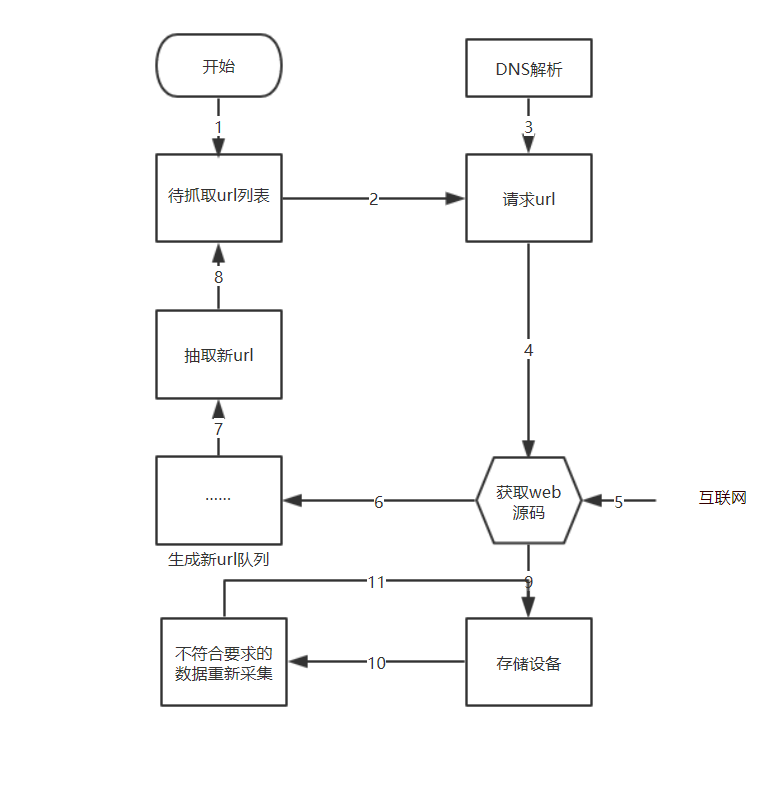 开始
DNS解析
1
3
待抓取url列表
2
请求url
8
抽取新url
4
7
......
获取web
源码
6
5
互联网
生成新url队列
11
9
不符合要求的
数据重新采集
10
存储设备